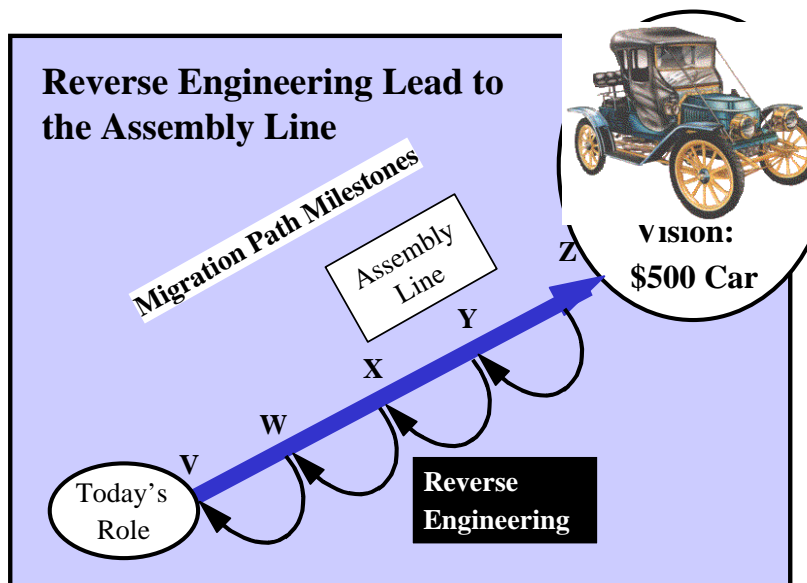 Reverse Engineering Lead to
the Assembly Line
Migration Path Milestones
Assembly
Line
Vision:
$500 Car
Z
Y
X
W
V
Today's
Role
Reverse
Engineering